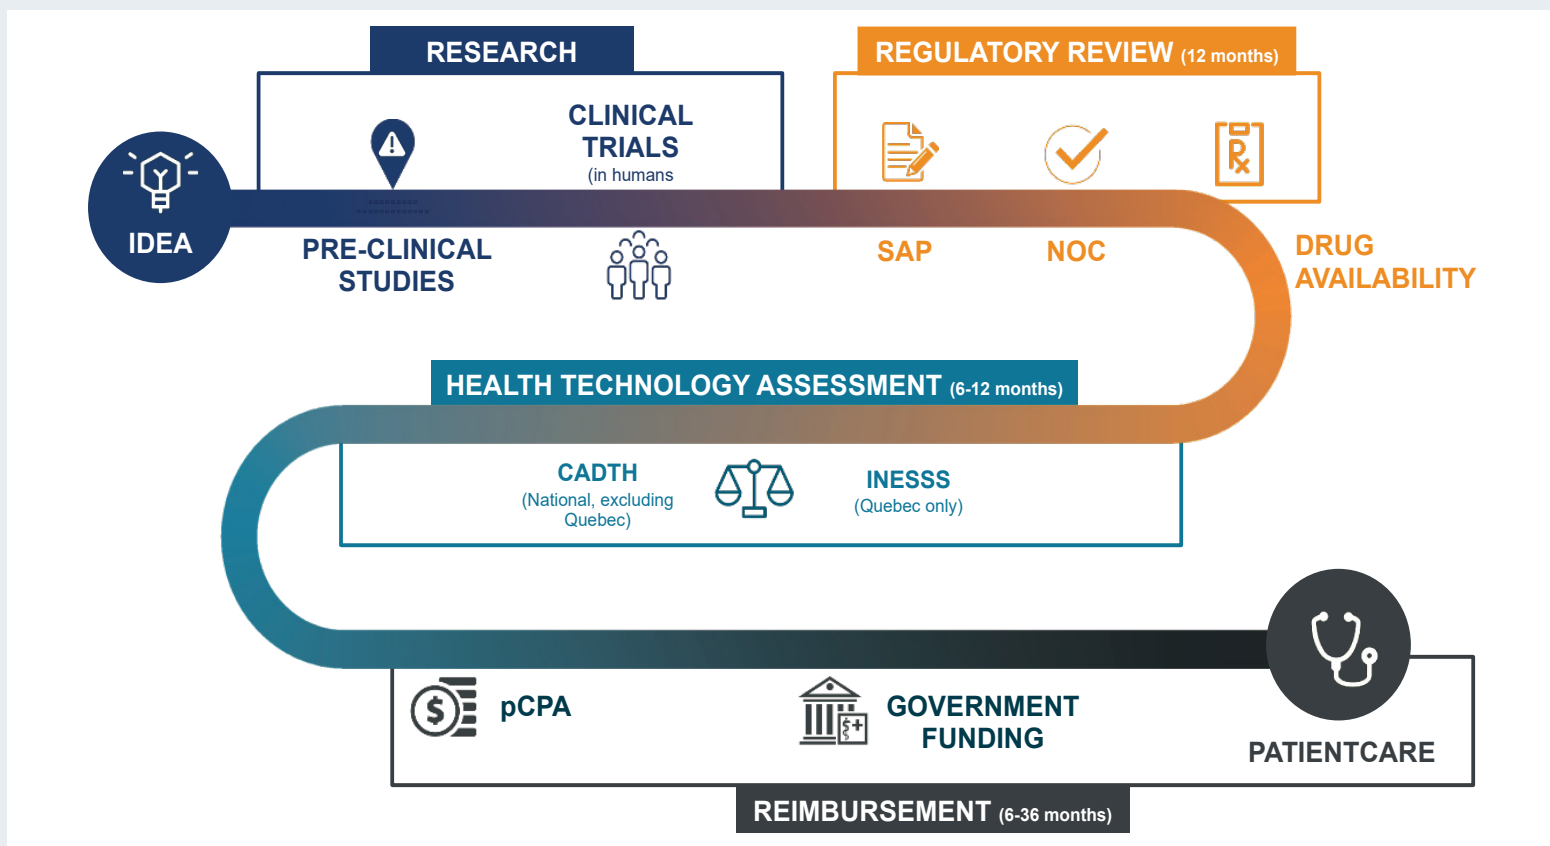 RESEARCH
REGULATORY REVIEW (12 months)
CLINICAL
TRIALS
(in humans
IDEA
PRE-CLINICAL
STUDIES
SAP
NOC
Rx
DRUG
AVAILABILITY
HEALTH TECHNOLOGY ASSESSMENT (6-12 months)
CADTH
(National, excluding
Quebec)
INESSS
(Quebec only)
$
pCPA
GOVERNMENT
FUNDING
PATIENTCARE
REIMBURSEMENT (6-36 months)